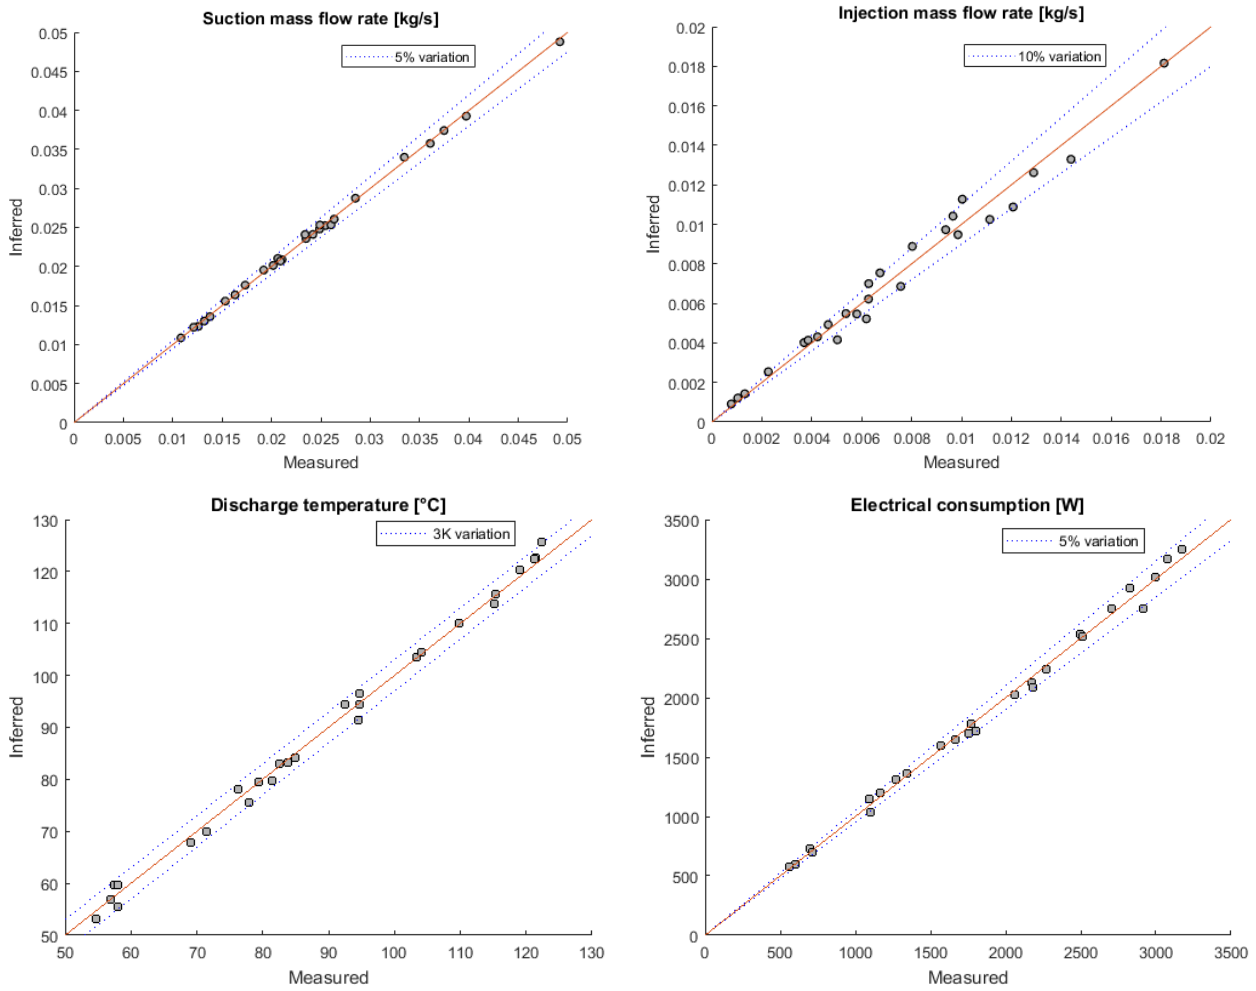 Suction mass flow rate [kg/s]
5% variation
0.05
0.045
0.04
0.035
0.03
0.025
0.02
0.015
0.01
0.005
0
Inferred
0 0.005 0.01 0.015 0.02 0.025 0.03 0.035 0.04 0.045 0.05
Measured
Injection mass flow rate [kg/s]
10% variation
0.02
0.018
0.016
0.014
0.012
0.01
0.008
0.006
0.004
0.002
0
Inferred
0 0.002 0.004 0.006 0.008 0.01 0.012 0.014 0.016 0.018 0.02
Measured
Discharge temperature [°C]
3K variation
130
120
110
100
90
80
70
60
50
Inferred
50 60 70 80 90 100 110 120 130
Measured
Electrical consumption [W]
5% variation
3500
3000
2500
2000
1500
1000
500
0
Inferred
0 500 1000 1500 2000 2500 3000 3500
Measured